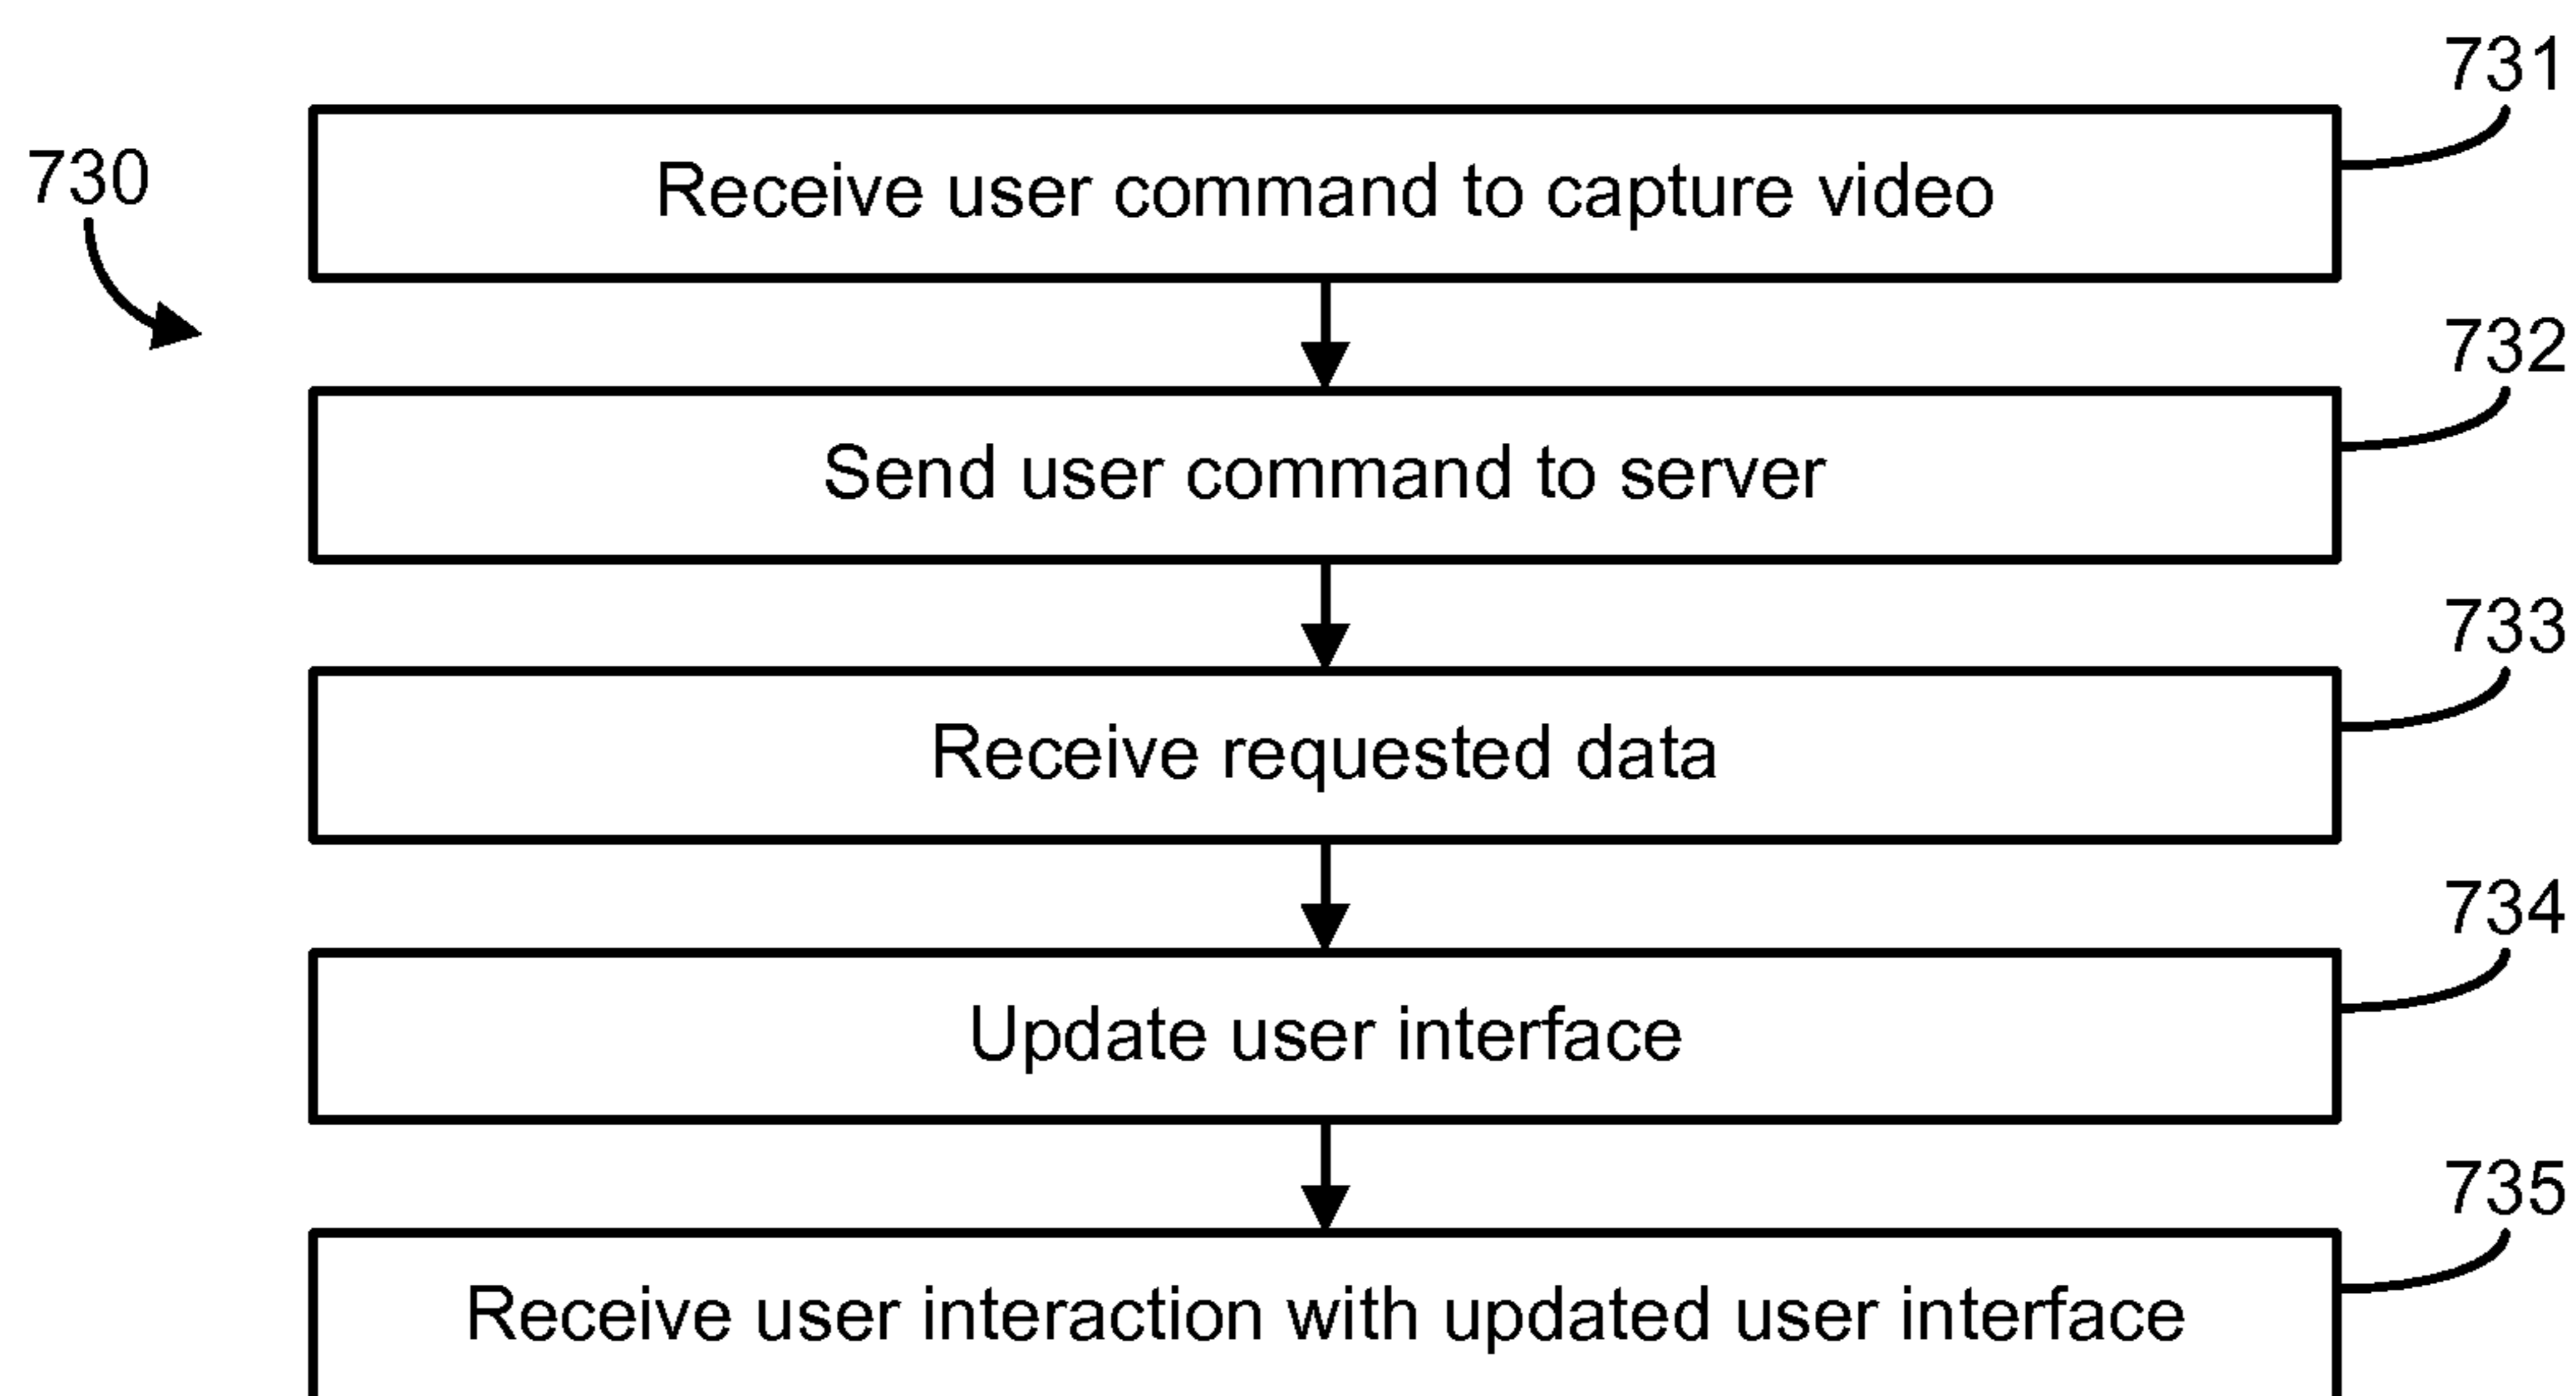 731
730
Receive user command to capture video
732
Send user command to server
733
Receive requested data
734
Update user interface
735
Receive user interaction with updated user interface